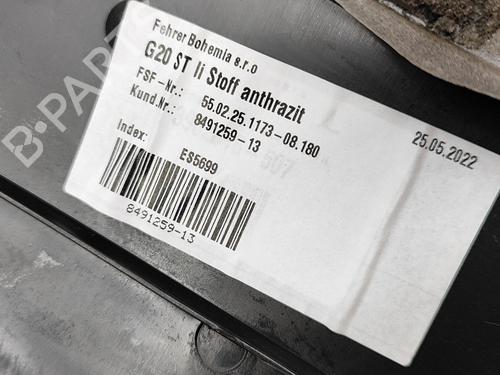 Fehrer Bohemia s.r.o
G20 ST li Stoff anthrazit
FSF-Nr.: 55.02.25.1173-08.180
Kund.Nr.: 8491259-13
25.05.2022
Index: ES5699
8491259-13
B-PARTS